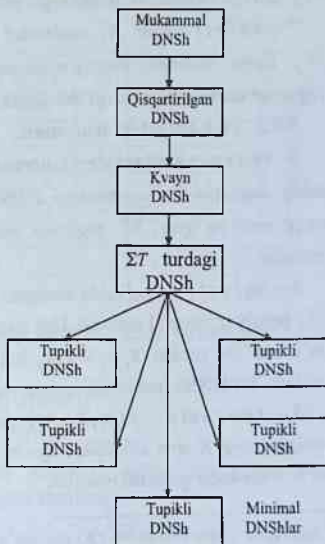 Mukammal
DNSh
Qisqartirilgan
DNSh
Kvayn
DNSh
ΣT turdagi
DNSh
Tupikli
DNSh
Tupikli
DNSh
Tupikli
DNSh
Tupikli
DNSh
Tupikli
DNSh
Minimal
DNShlar